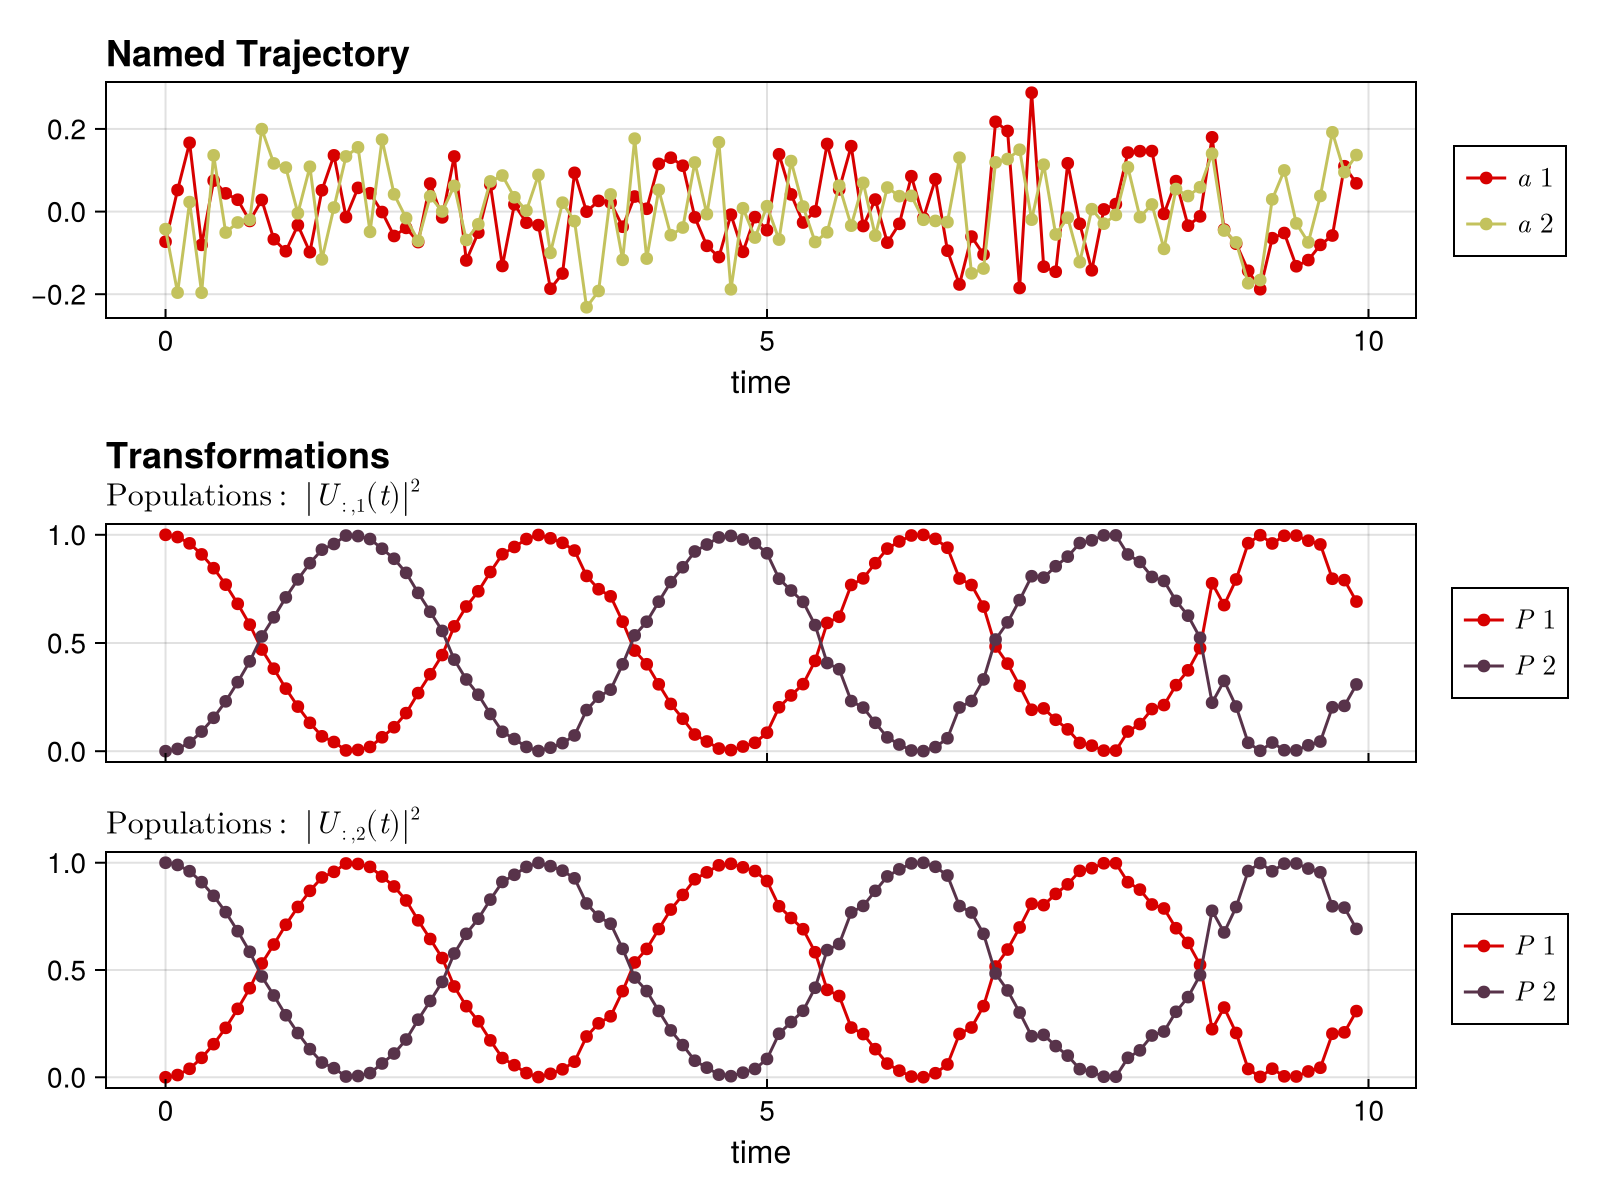 Named Trajectory
0.2
0.0
−0.2
0 5 10
time
a 1
a 2
Transformations
Populations: |U:,1(t)|²
1.0
0.5
0.0
P 1
P 2
Populations: |U:,2(t)|²
1.0
0.5
0.0
0 5 10
time
P 1
P 2